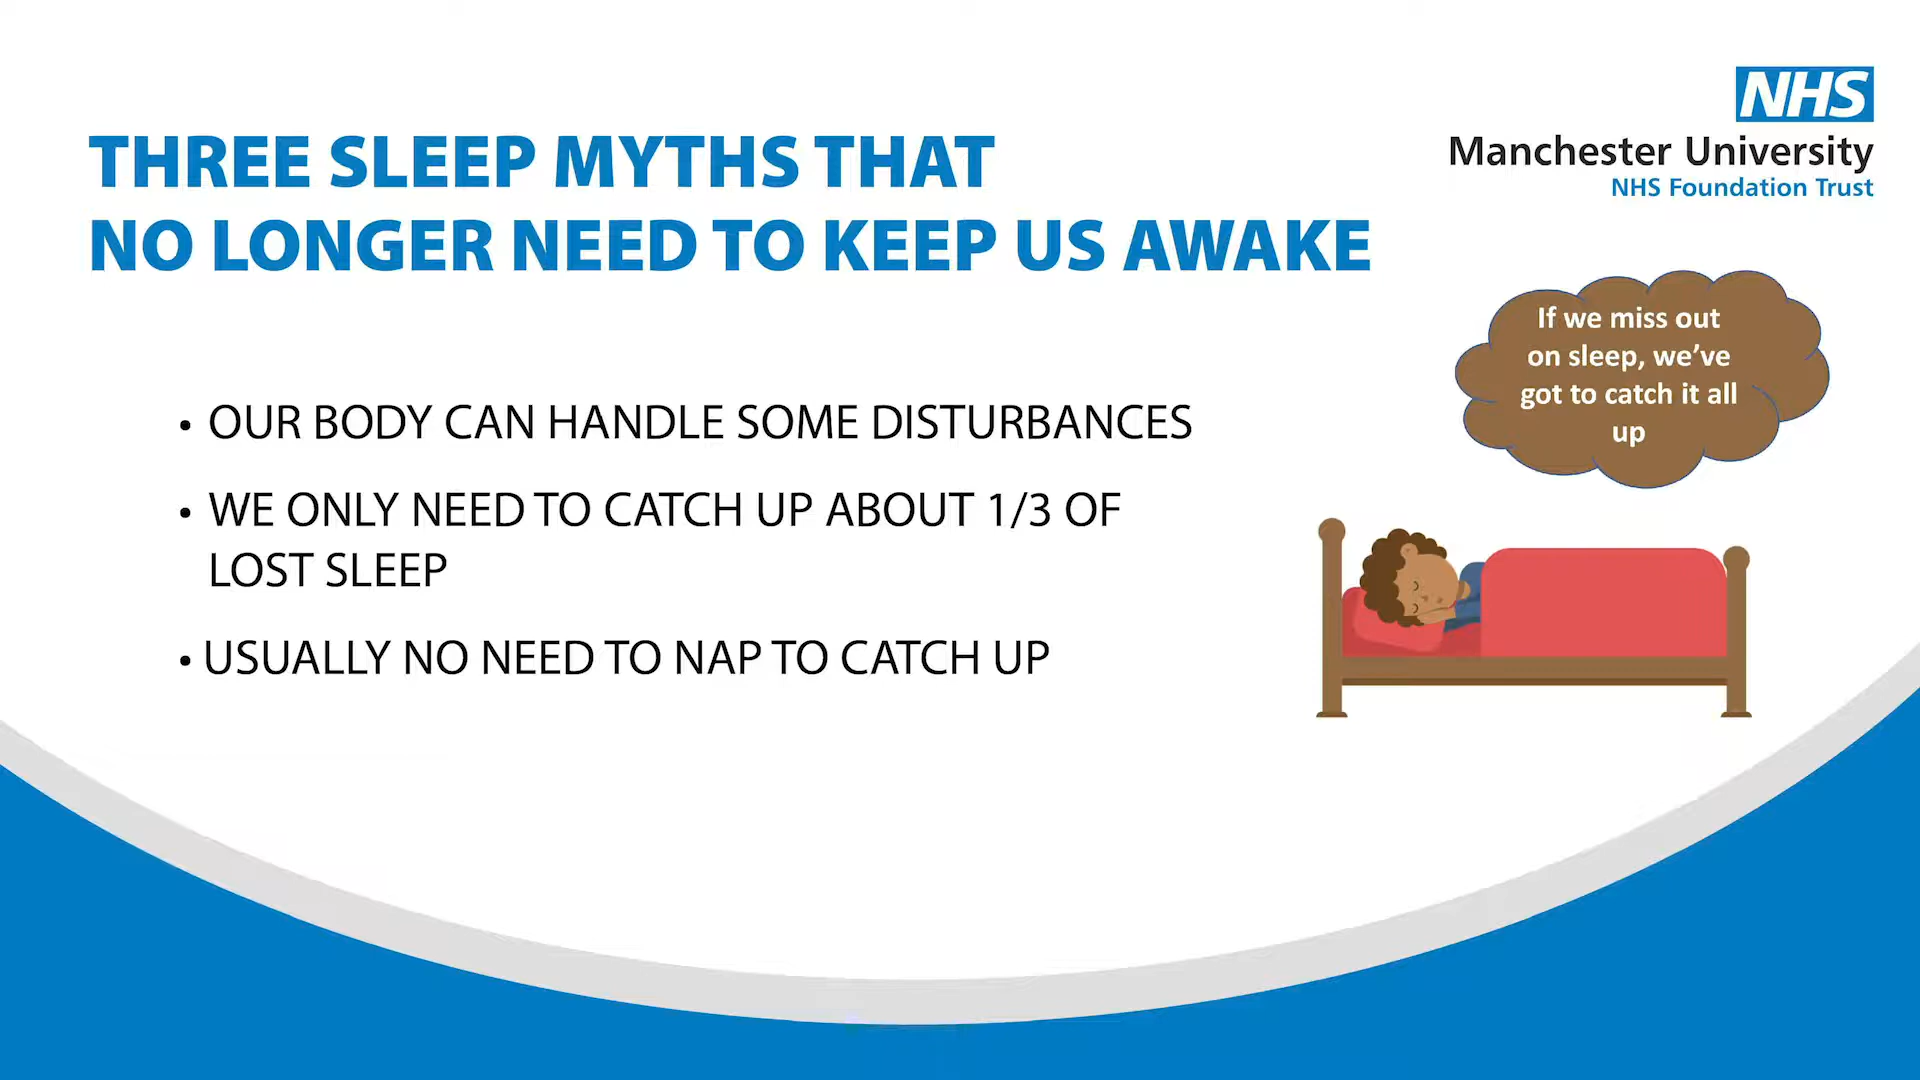 NHS
Manchester University
NHS Foundation Trust
THREE SLEEP MYTHS THAT
NO LONGER NEED TO KEEP US AWAKE
If we miss out
on sleep, we've
got to catch it all
up
• OUR BODY CAN HANDLE SOME DISTURBANCES
• WE ONLY NEED TO CATCH UP ABOUT 1/3 OF
LOST SLEEP
• USUALLY NO NEED TO NAP TO CATCH UP